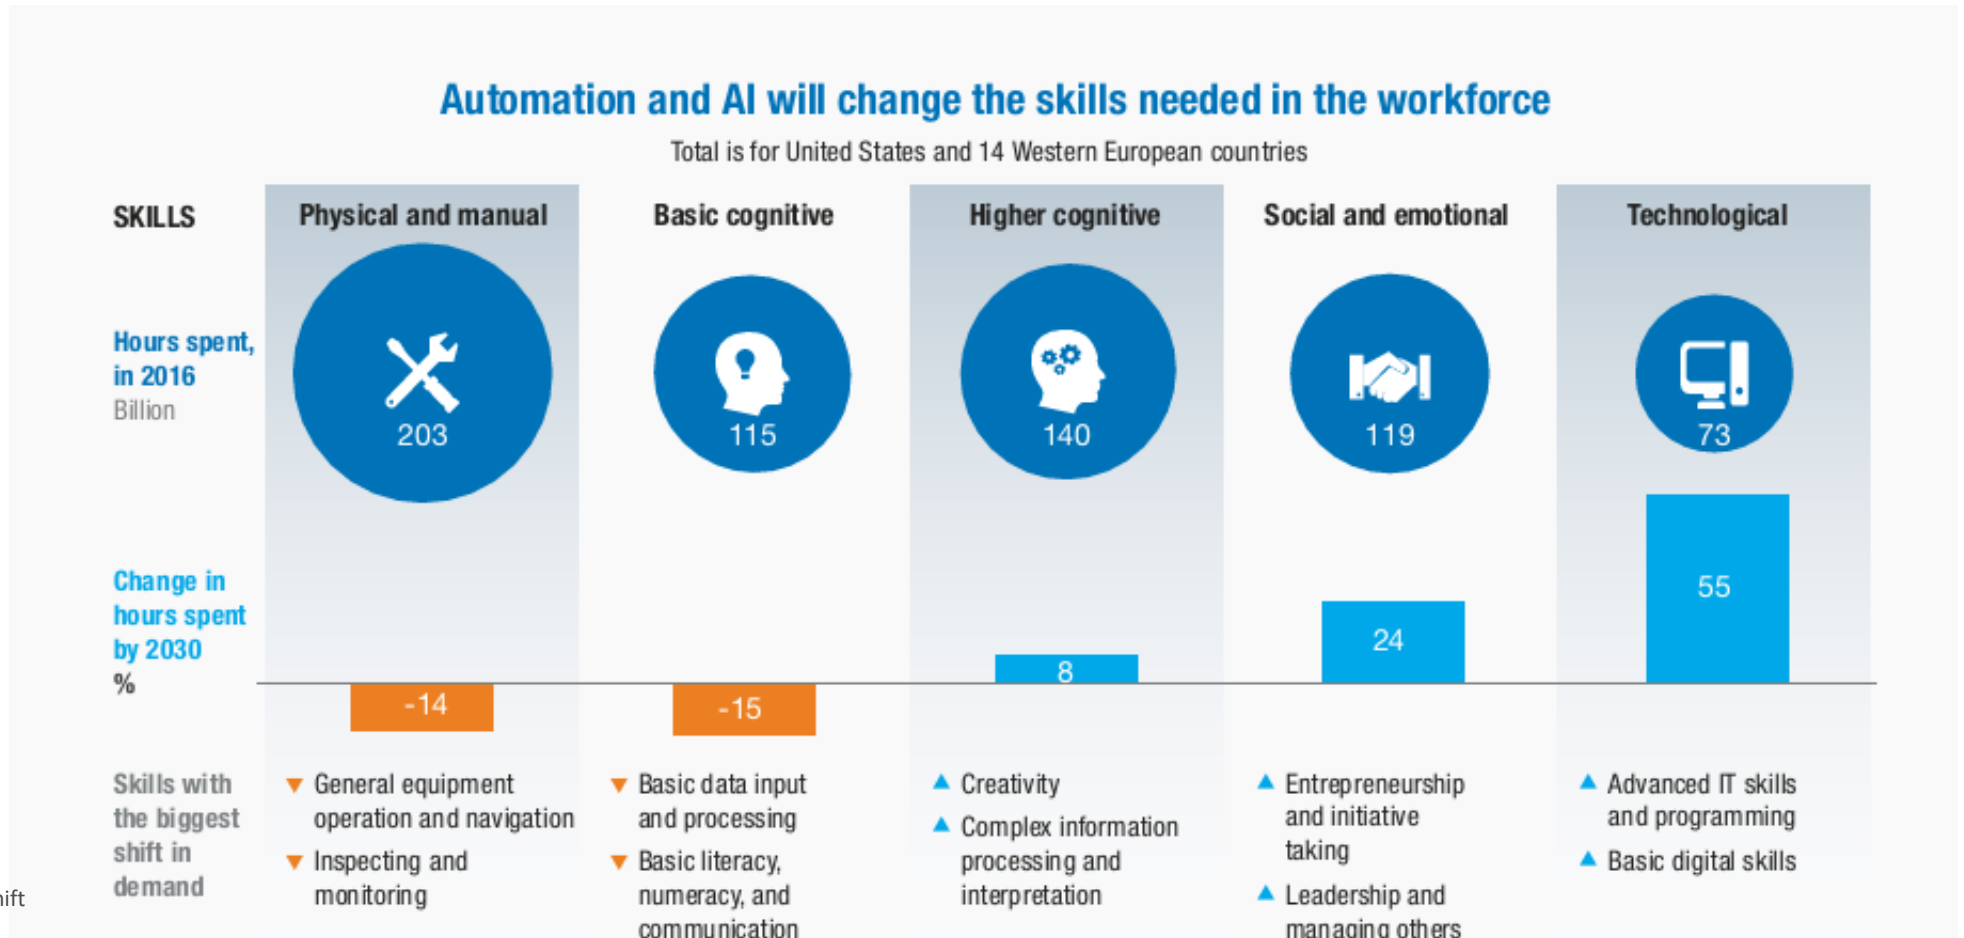 Automation and AI will change the skills needed in the workforce
Total is for United States and 14 Western European countries
SKILLS
Physical and manual
Basic cognitive
Higher cognitive
Social and emotional
Technological
Hours spent,
in 2016
Billion
203
115
140
119
73
Change in
hours spent
by 2030
%
-14
-15
8
24
55
Skills with
the biggest
shift in
demand
General equipment
operation and navigation
Inspecting and
monitoring
Basic data input
and processing
Basic literacy,
numeracy, and
communication
Creativity
Complex information
processing and
interpretation
Entrepreneurship
and initiative
taking
Leadership and
managing others
Advanced IT skills
and programming
Basic digital skills